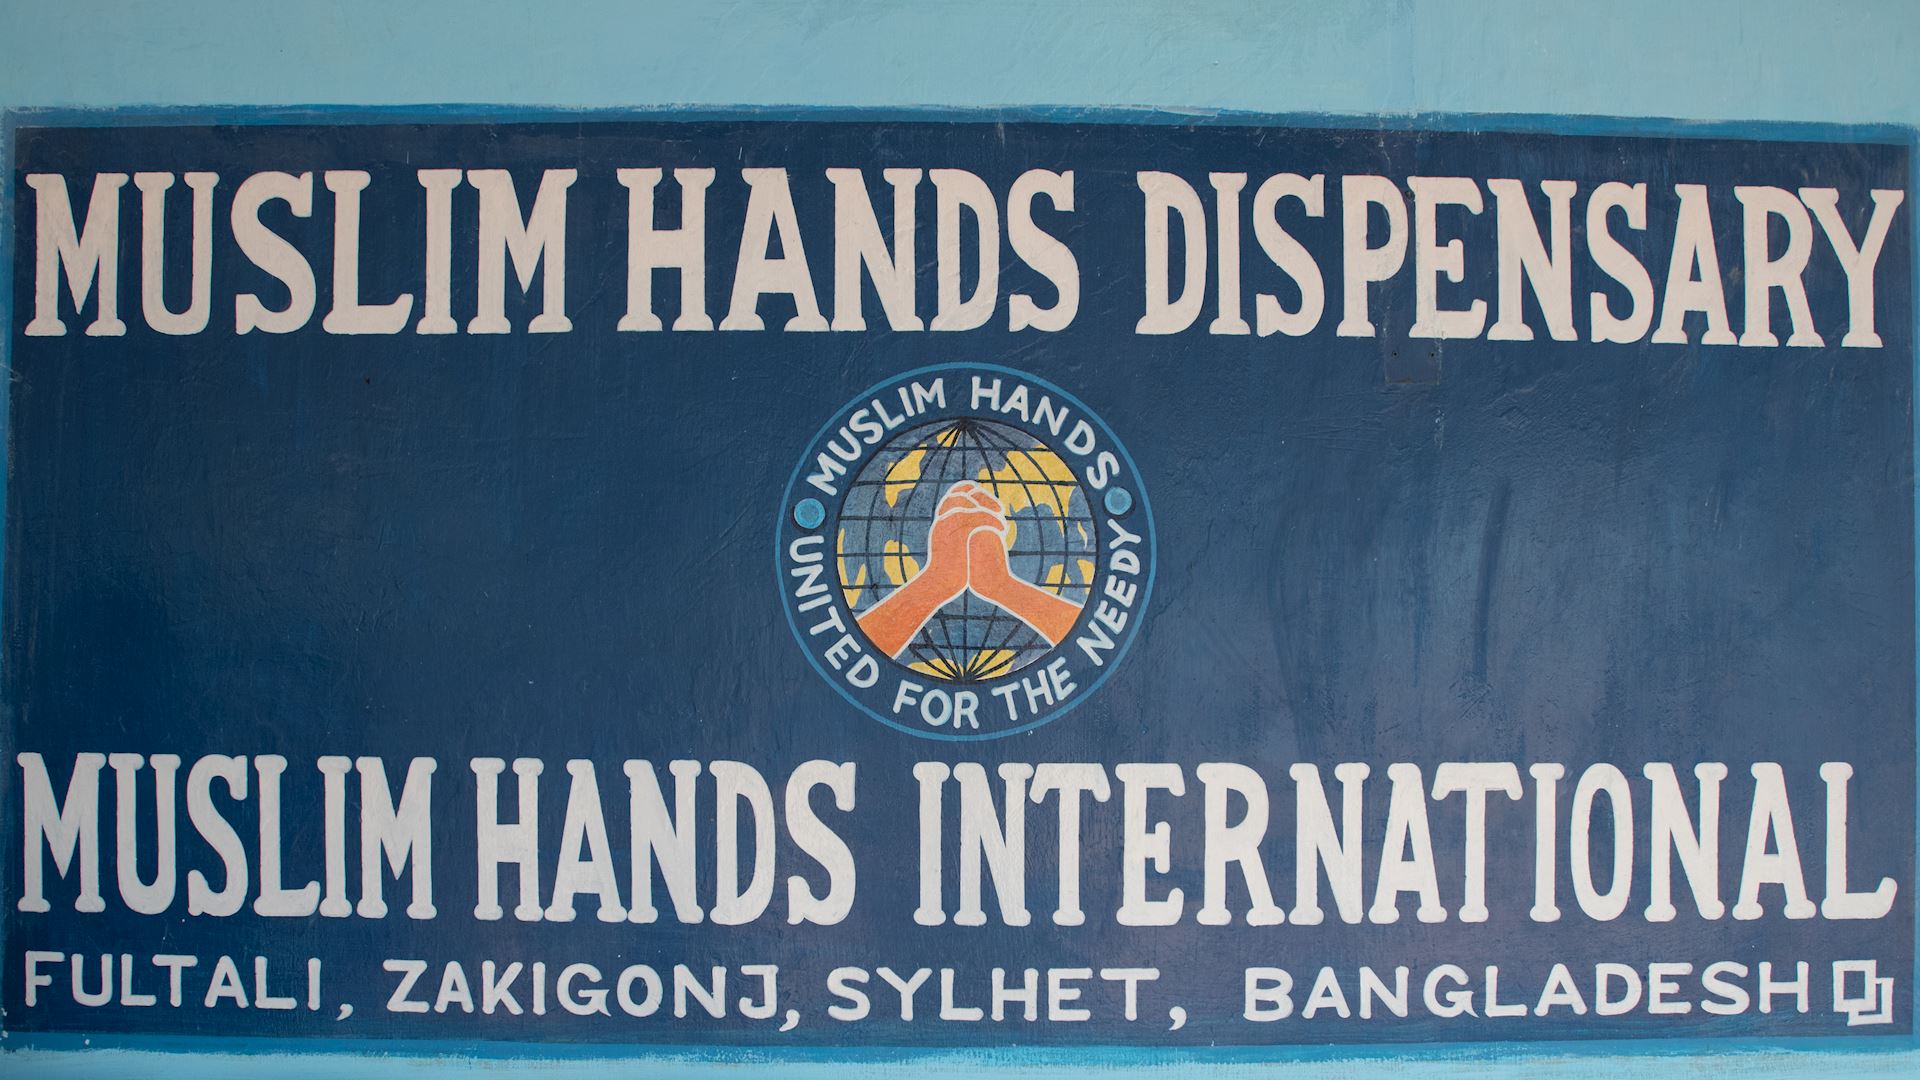 MUSLIM HANDS DISPENSARY
MUSLIM HANDS
UNITED FOR THE NEEDY
MUSLIM HANDS INTERNATIONAL
FULTALI, ZAKIGONJ, SYLHET, BANGLADESH